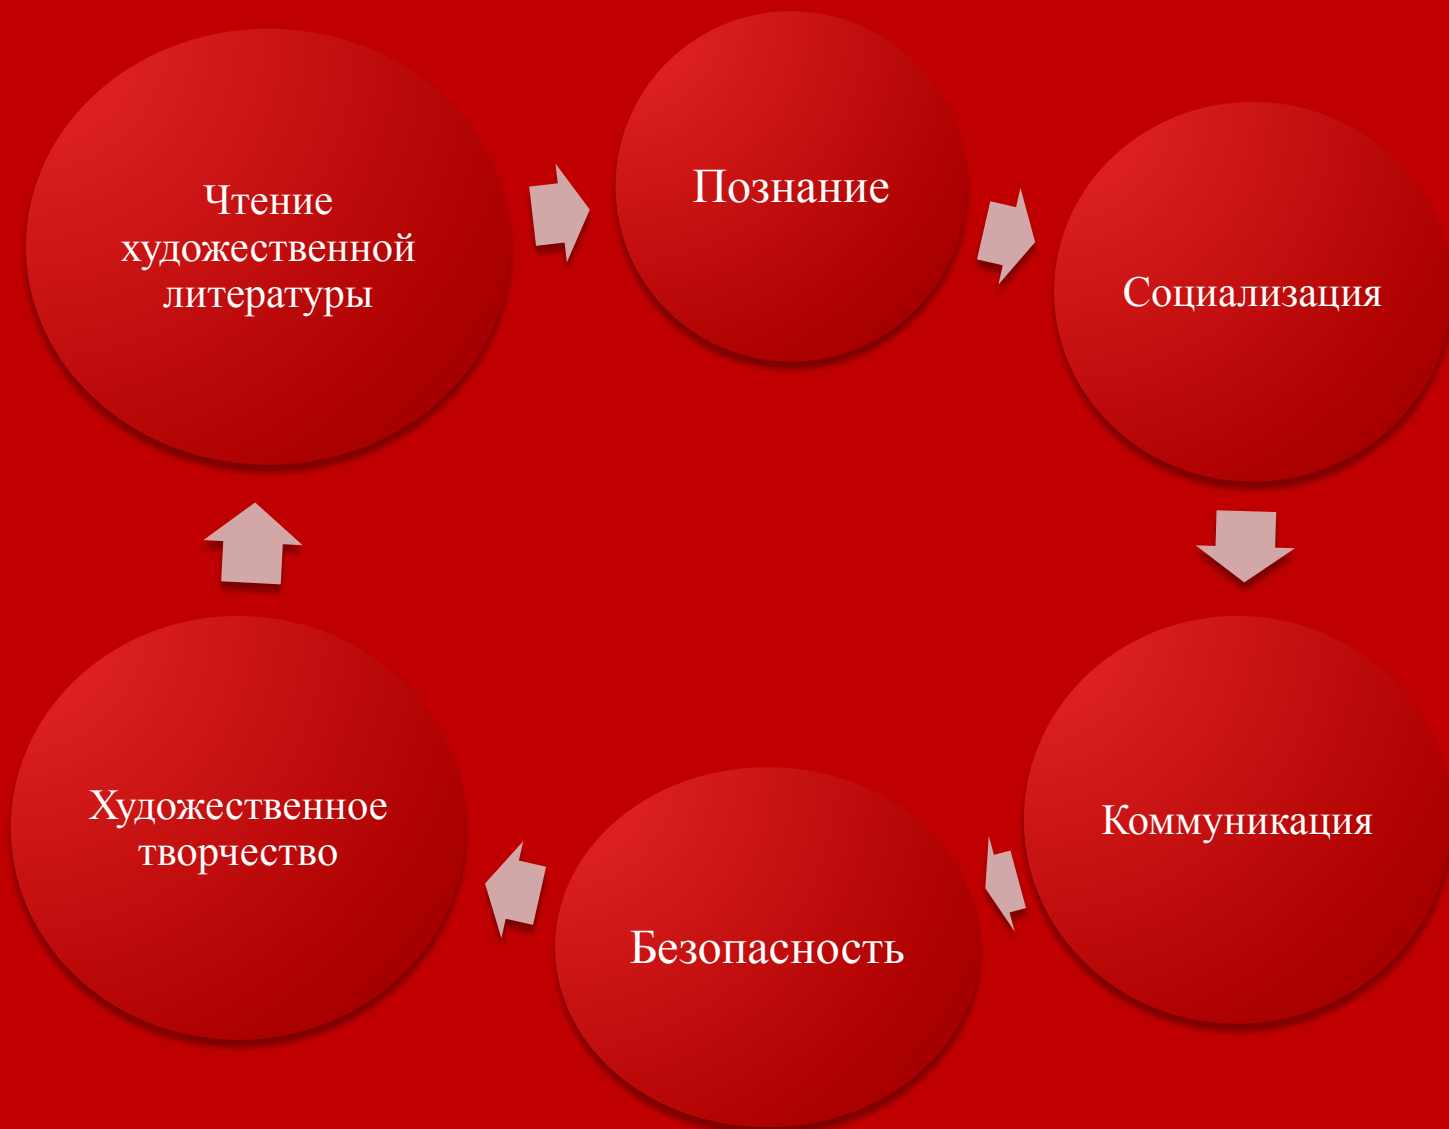 Чтение
художественной
литературы
Познание
Социализация
Коммуникация
Безопасность
Художественное
творчество